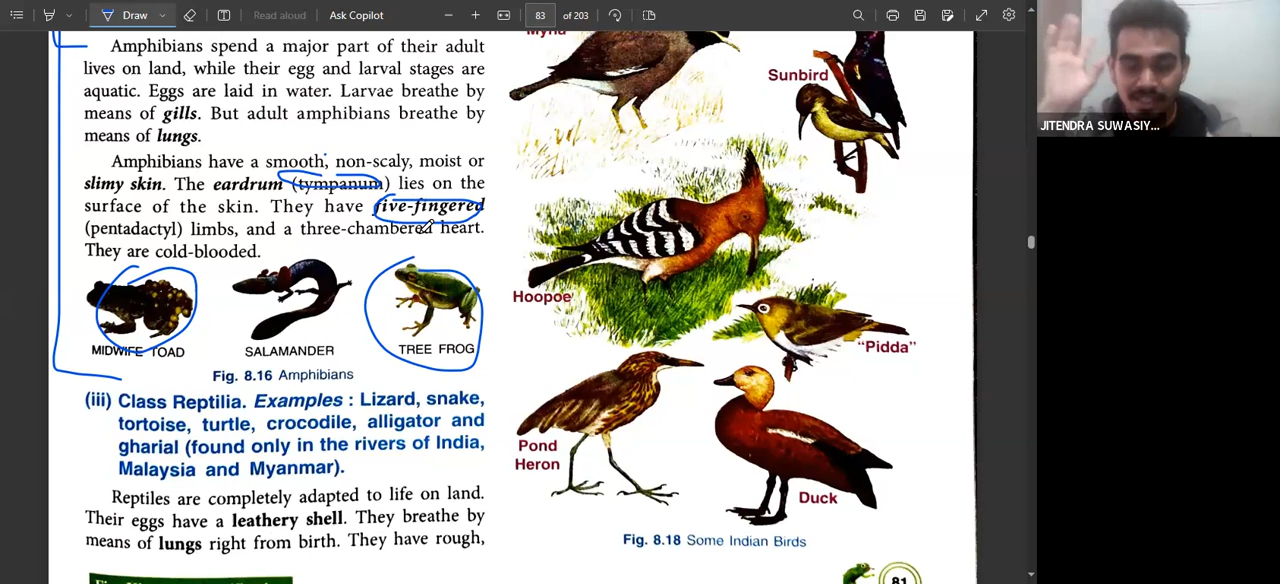 Draw
Read aloud
Ask Copilot
83
of 203
Amphibians spend a major part of their adult
lives on land, while their egg and larval stages are
aquatic. Eggs are laid in water. Larvae breathe by
means of gills. But adult amphibians breathe by
means of lungs.
Amphibians have a smooth, non-scaly, moist or
slimy skin. The eardrum (tympanum) lies on the
surface of the skin. They have five-fingered
(pentadactyl) limbs, and a three-chambered heart.
They are cold-blooded.
MIDWIFE TOAD
SALAMANDER
TREE FROG
Fig. 8.16 Amphibians
(iii) Class Reptilia. Examples : Lizard, snake,
tortoise, turtle, crocodile, alligator and
gharial (found only in the rivers of India,
Malaysia and Myanmar).
Reptiles are completely adapted to life on land.
Their eggs have a leathery shell. They breathe by
means of lungs right from birth. They have rough,
Sunbird
Hoopoe
"Pidda"
Pond
Heron
Duck
Fig. 8.18 Some Indian Birds
81
JITENDRA SUWASIY...